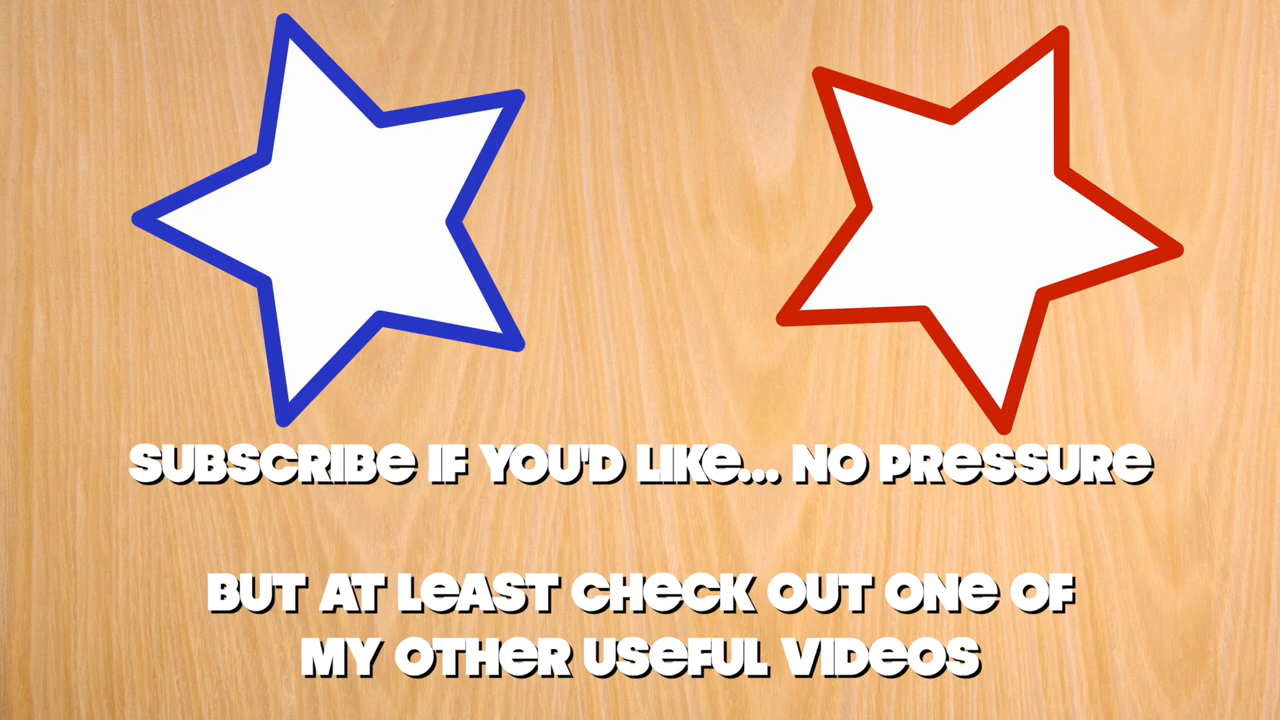 SUBSCRIBE IF YOU'D LIKE... NO PRESSURE
BUT AT LEAST CHECK OUT ONE OF
MY OTHER USEFUL VIDEOS